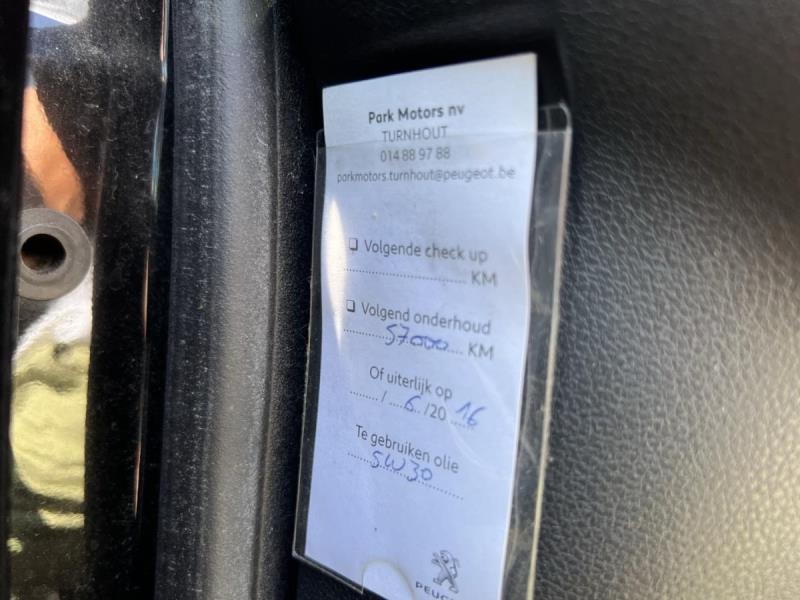 Park Motors nv
TURNHOUT
014 88 97 88
parkmotors.turnhout@peugeot.be
❑ Volgende check up
........................ KM
❑ Volgend onderhoud
57000 KM
Of uiterlijk op
....... / 6 /20 16
Te gebruiken olie
5W30